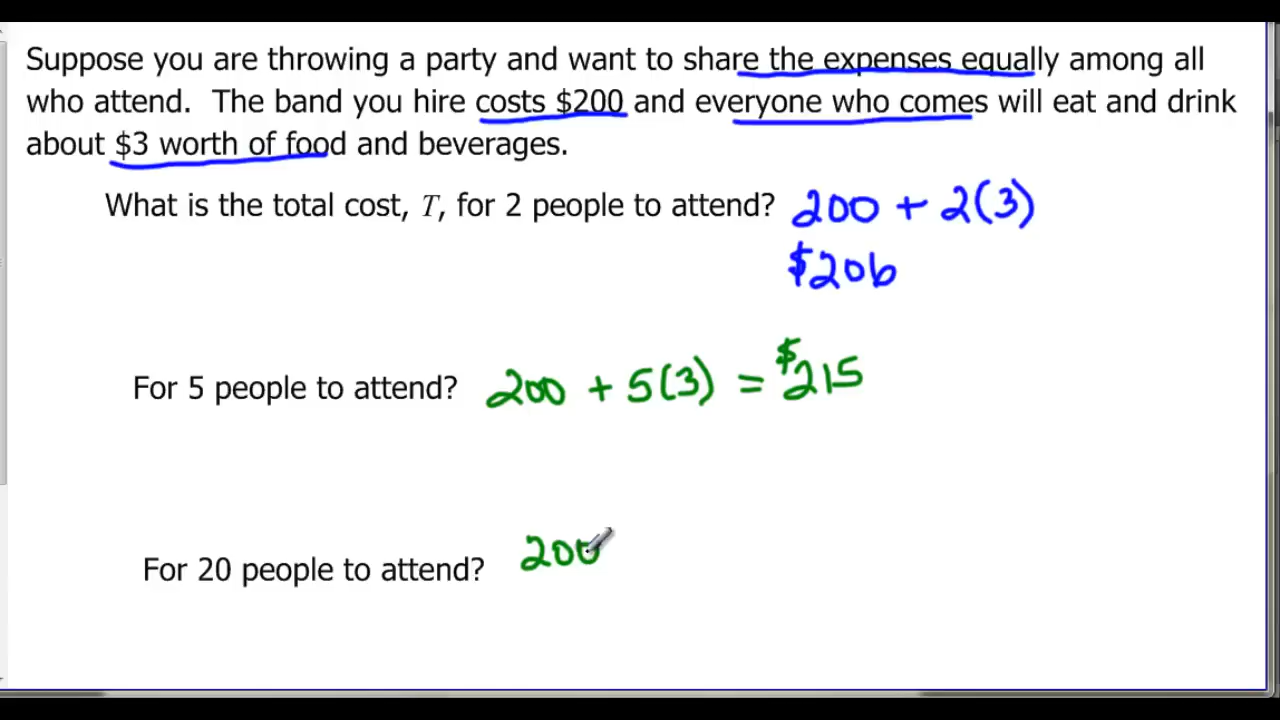 Suppose you are throwing a party and want to share the expenses equally among all
who attend. The band you hire costs $200 and everyone who comes will eat and drink
about $3 worth of food and beverages.
What is the total cost, T, for 2 people to attend? 200 + 2(3)
$206
For 5 people to attend? 200 + 5(3) = $215
For 20 people to attend? 200